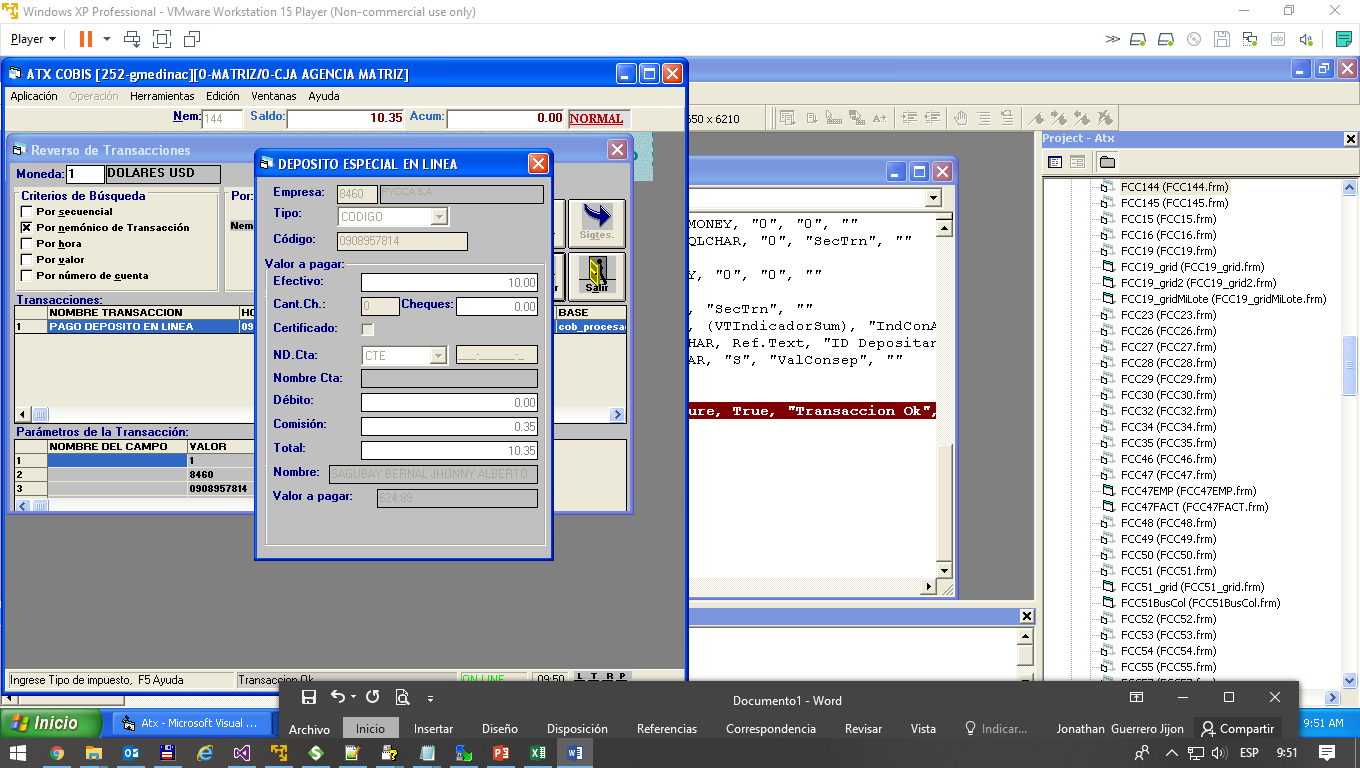 Windows XP Professional - VMware Workstation 15 Player (Non-commercial use only)
Player
ATX COBIS [252-gmedinac][0-MATRIZ/0-CJA AGENCIA MATRIZ]
Aplicación Operación Herramientas Edición Ventanas Ayuda
Nem: 144 Saldo: 10.35 Acum: 0.00 NORMAL
650 x 6210
Reverso de Transacciones
Moneda: 1 DOLARES USD
Criterios de Búsqueda
Por secuencial
Por nemónico de Transacción
Por hora
Por valor
Por número de cuenta
Por:
Nem
Sigtes.
Salir
Transacciones:
NOMBRE TRANSACCION HO BASE
1 PAGO DEPOSITO EN LINEA 09 cob_procesa
Parámetros de la Transacción:
NOMBRE DEL CAMPO VALOR
1 1
2 8460
3 0908957814
DEPOSITO ESPECIAL EN LINEA
Empresa: 8460 PYCCA S.A.
Tipo: CODIGO
Código: 0908957814
Valor a pagar:
Efectivo: 10.00
Cant.Ch.: 0 Cheques: 0.00
Certificado:
ND.Cta: CTE
Nombre Cta:
Débito: 0.00
Comisión: 0.35
Total: 10.35
Nombre: SAGUBAY BERNAL JHONNY ALBERTO
Valor a pagar: 624.89
MONEY, "0", "0", ""
QLCHAR, "0", "SecTrn", ""
Y, "0", "0", ""
, "SecTrn", ""
, (VTIndicadorSum), "IndConA
HAR, Ref.Text, "ID Depositan
AR, "S", "ValConsep", ""
ure, True, "Transaccion Ok",
Project - Atx
FCC144 (FCC144.frm)
FCC145 (FCC145.frm)
FCC15 (FCC15.frm)
FCC16 (FCC16.frm)
FCC19 (FCC19.frm)
FCC19_grid (FCC19_grid.frm)
FCC19_grid2 (FCC19_grid2.frm)
FCC19_gridMiLote (FCC19_gridMiLote.frm)
FCC23 (FCC23.frm)
FCC26 (FCC26.frm)
FCC27 (FCC27.frm)
FCC28 (FCC28.frm)
FCC29 (FCC29.frm)
FCC30 (FCC30.frm)
FCC32 (FCC32.frm)
FCC34 (FCC34.frm)
FCC35 (FCC35.frm)
FCC46 (FCC46.frm)
FCC47 (FCC47.frm)
FCC47EMP (FCC47EMP.frm)
FCC47FACT (FCC47FACT.frm)
FCC48 (FCC48.frm)
FCC49 (FCC49.frm)
FCC50 (FCC50.frm)
FCC51 (FCC51.frm)
FCC51_grid (FCC51_grid.frm)
FCC51BusCol (FCC51BusCol.frm)
FCC52 (FCC52.frm)
FCC53 (FCC53.frm)
FCC54 (FCC54.frm)
FCC55 (FCC55.frm)
Ingrese Tipo de impuesto, F5 Ayuda Transaccion Ok ON LINE 09:50 L T R P
Inicio Atx - Microsoft Visual ... 9:51 AM
Documento1 - Word
Archivo Inicio Insertar Diseño Disposición Referencias Correspondencia Revisar Vista Indicar... Jonathan Guerrero Jijon Compartir
ESP 9:51